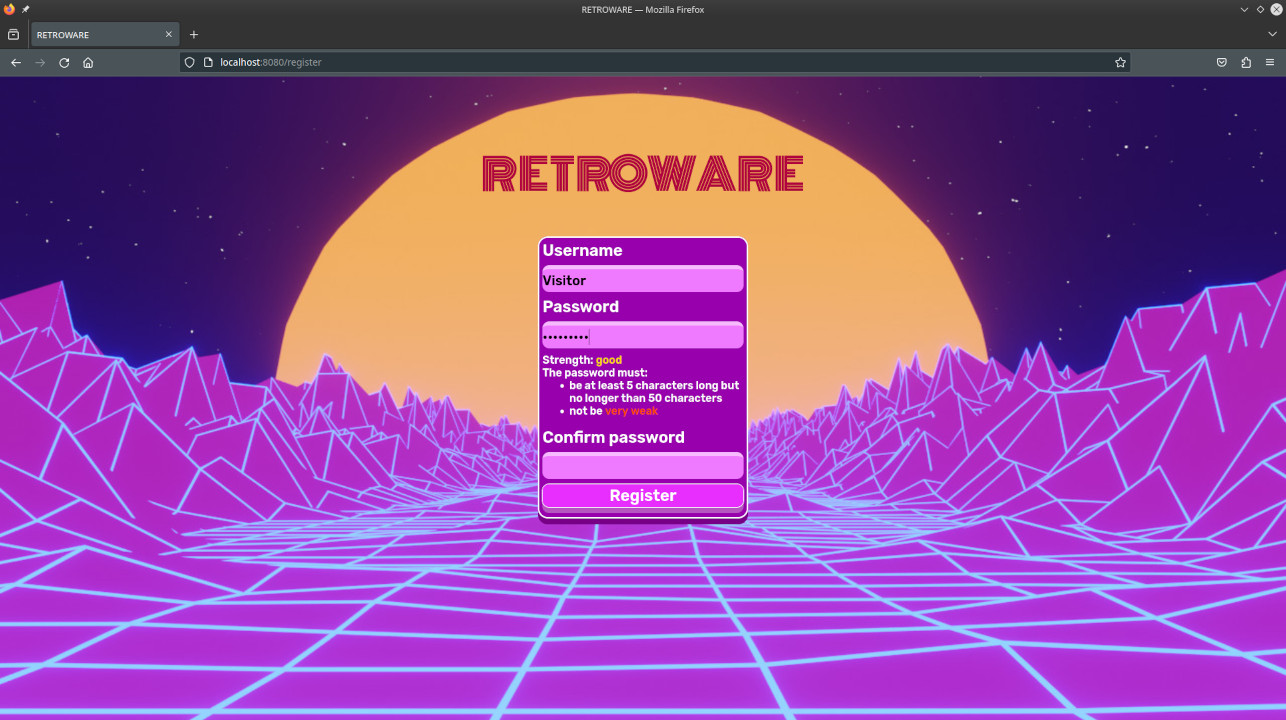 RETROWARE — Mozilla Firefox
RETROWARE
localhost:8080/register
RETROWARE
Username
Visitor
Password
•••••••••
Strength: good
The password must:
• be at least 5 characters long but
no longer than 50 characters
• not be very weak
Confirm password
Register